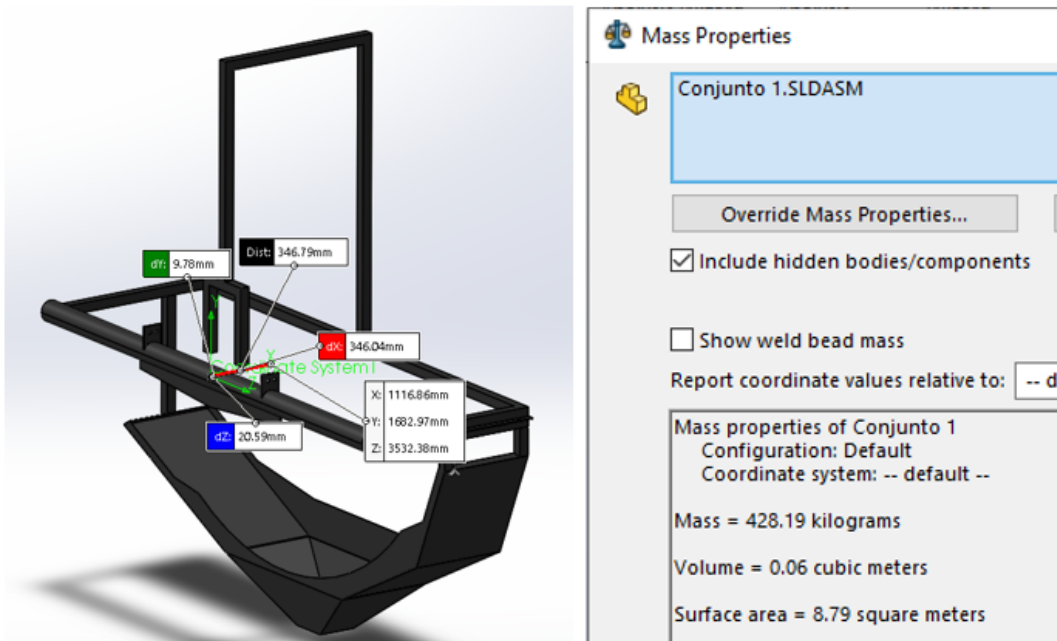 dY: 9.78mm
Dist: 346.79mm
Y
dX: 346.04mm
X
Coordinate System1
Z
X: 1116.86mm
Y: 1682.97mm
Z: 3532.38mm
dZ: 20.59mm
Mass Properties
Conjunto 1.SLDASM
Override Mass Properties...
Include hidden bodies/components
Show weld bead mass
Report coordinate values relative to: -- d
Mass properties of Conjunto 1
Configuration: Default
Coordinate system: -- default --
Mass = 428.19 kilograms
Volume = 0.06 cubic meters
Surface area = 8.79 square meters